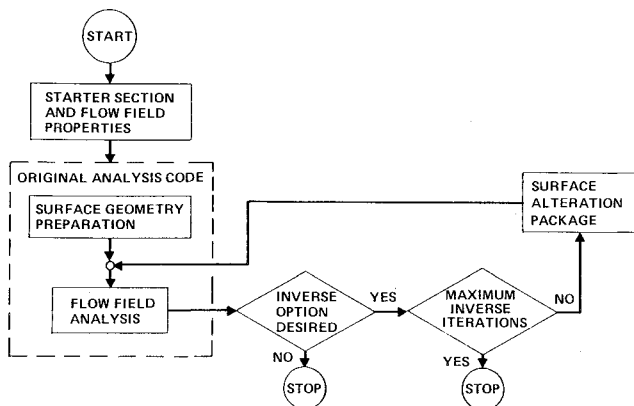 START
STARTER SECTION
AND FLOW FIELD
PROPERTIES
ORIGINAL ANALYSIS CODE
SURFACE GEOMETRY
PREPARATION
FLOW FIELD
ANALYSIS
INVERSE
OPTION
DESIRED
YES
NO
STOP
MAXIMUM
INVERSE
ITERATIONS
NO
YES
STOP
SURFACE
ALTERATION
PACKAGE